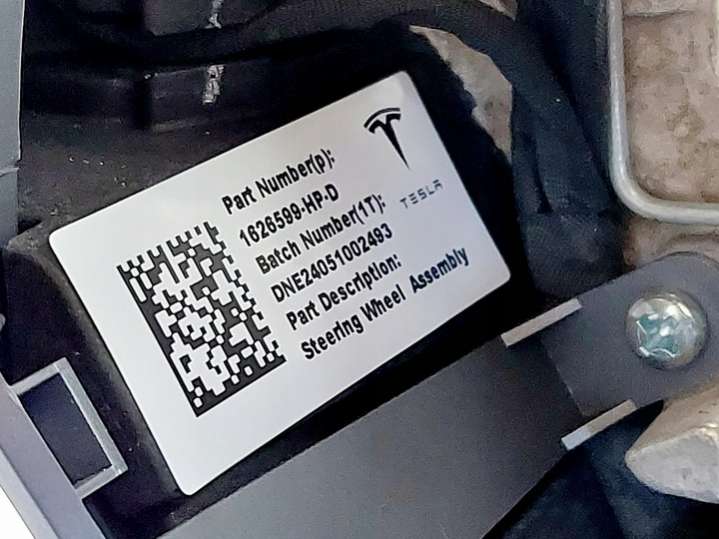 Part Number(p):
1626599-HP-D
Batch Number(1T):
DNE24051002493
Part Description:
Steering Wheel Assembly
TESLA